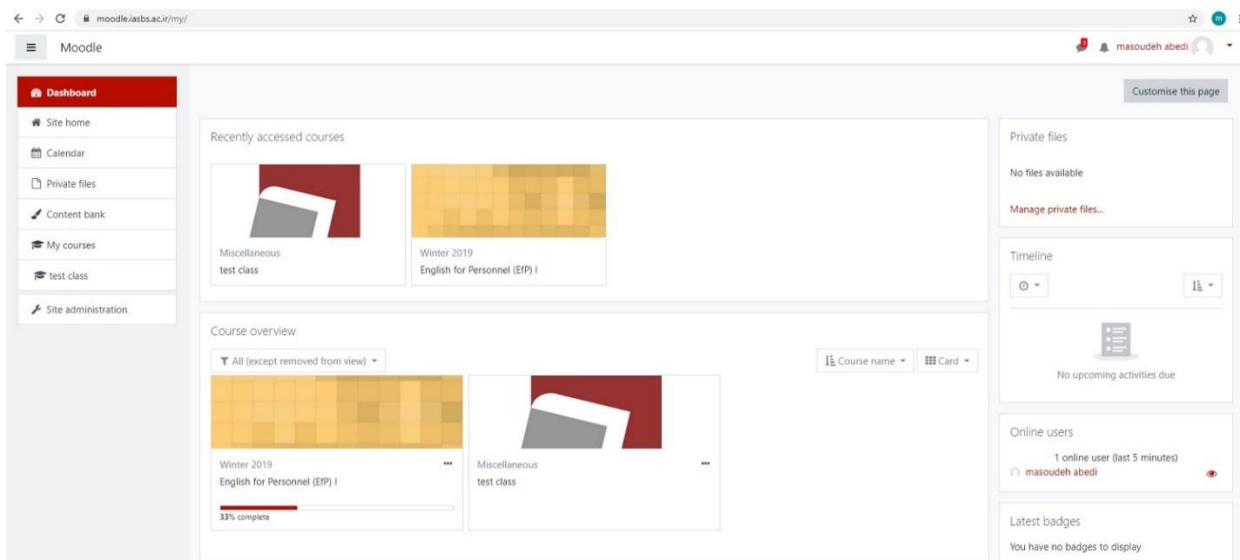 moodle.iasbs.ac.ir/my/
m
Moodle
1
masoudeh abedi
Dashboard
Site home
Calendar
Private files
Content bank
My courses
test class
Site administration
Customise this page
Recently accessed courses
Miscellaneous
test class
Winter 2019
English for Personnel (EfP) I
Course overview
All (except removed from view)
Course name
Card
Winter 2019
English for Personnel (EfP) I
33% complete
Miscellaneous
test class
Private files
No files available
Manage private files...
Timeline
No upcoming activities due
Online users
1 online user (last 5 minutes)
masoudeh abedi
Latest badges
You have no badges to display